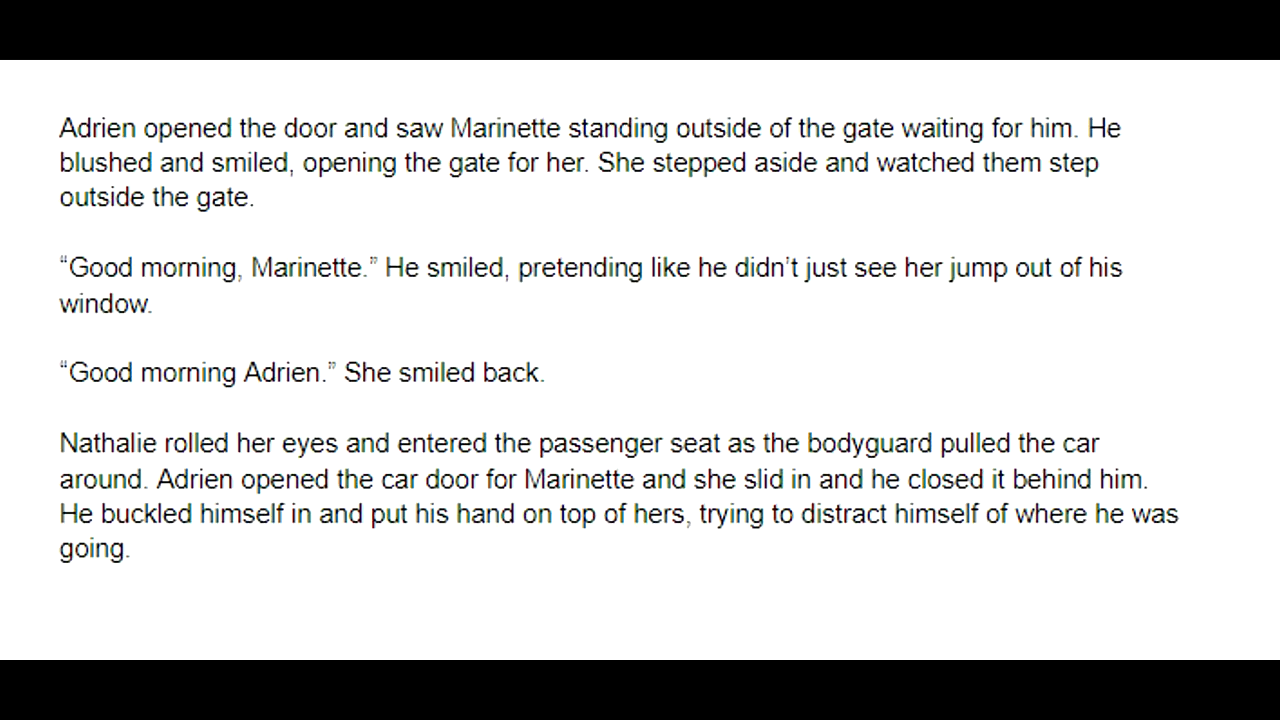 Adrien opened the door and saw Marinette standing outside of the gate waiting for him. He
blushed and smiled, opening the gate for her. She stepped aside and watched them step
outside the gate.
“Good morning, Marinette.” He smiled, pretending like he didn’t just see her jump out of his
window.
“Good morning Adrien.” She smiled back.
Nathalie rolled her eyes and entered the passenger seat as the bodyguard pulled the car
around. Adrien opened the car door for Marinette and she slid in and he closed it behind him.
He buckled himself in and put his hand on top of hers, trying to distract himself of where he was
going.